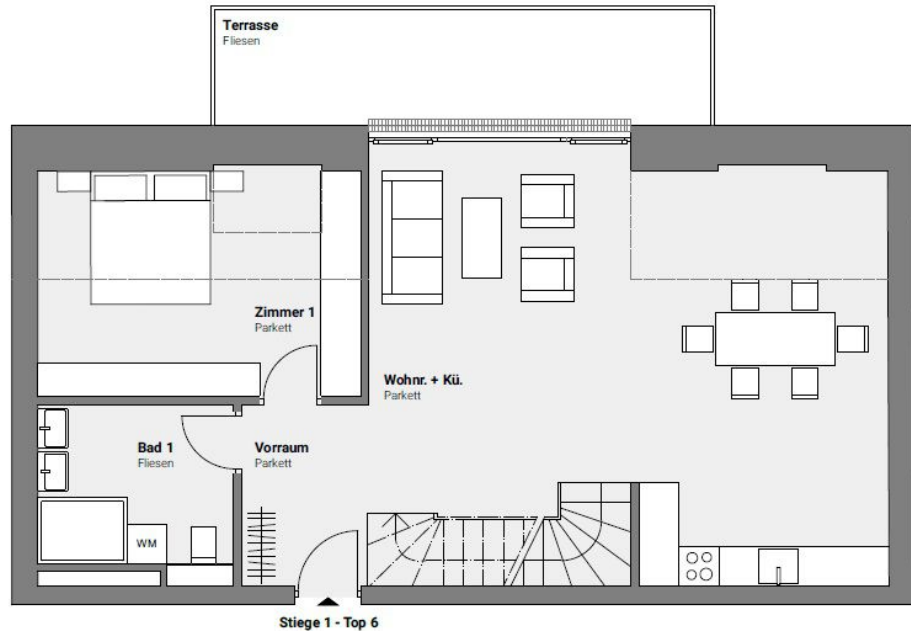 Terrasse
Fliesen
Zimmer 1
Parkett
Wohnr. + Kü.
Parkett
Bad 1
Fliesen
Vorraum
Parkett
WM
Stiege 1 - Top 6